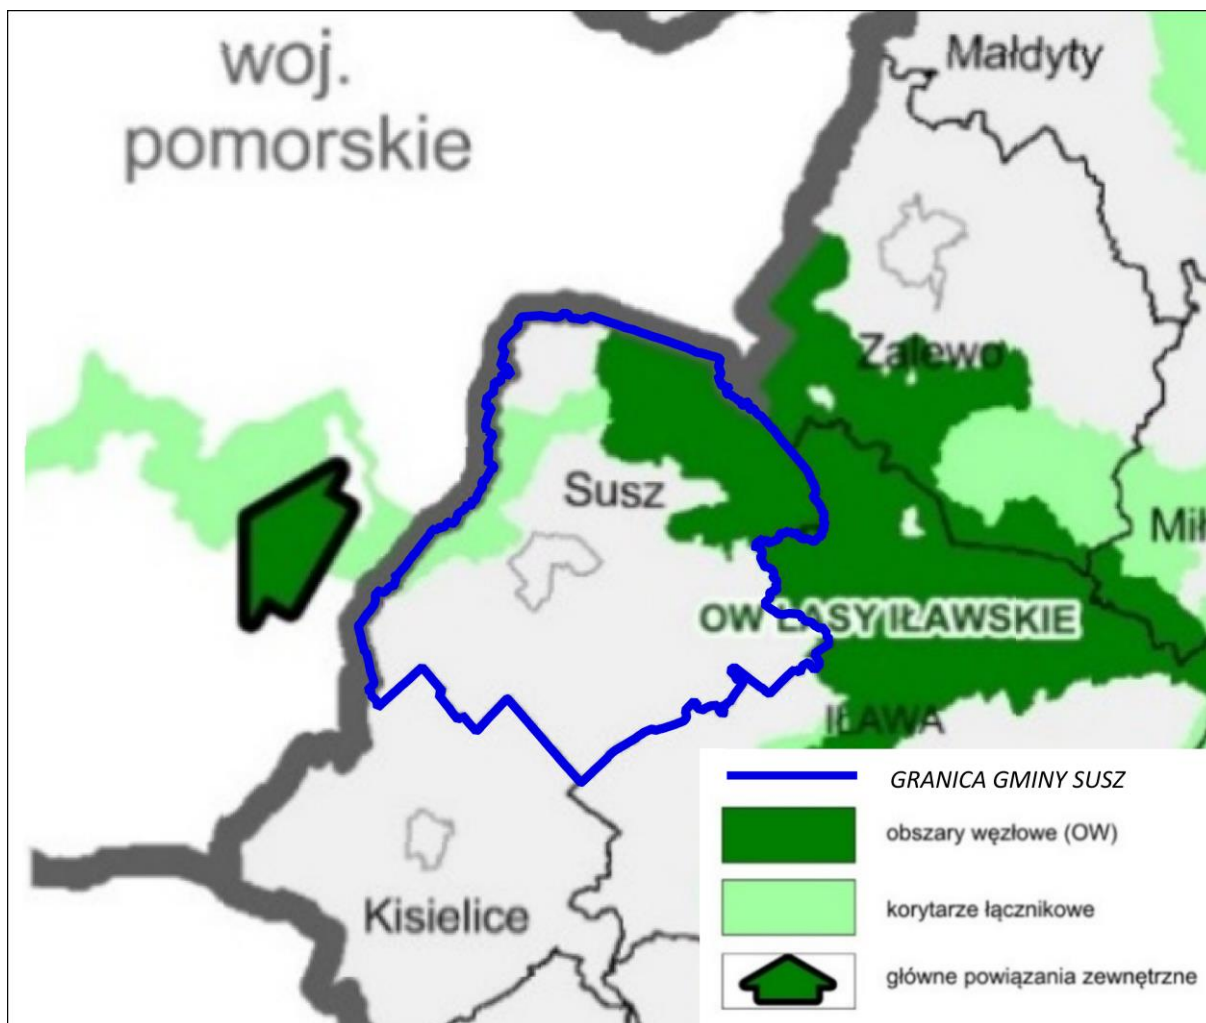 woj.
pomorskie
Małdyty
Zalewo
Susz
Mił
OW LASY IŁAWSKIE
IŁAWA
Kisielice
GRANICA GMINY SUSZ
obszary węzłowe (OW)
korytarze łącznikowe
główne powiązania zewnętrzne